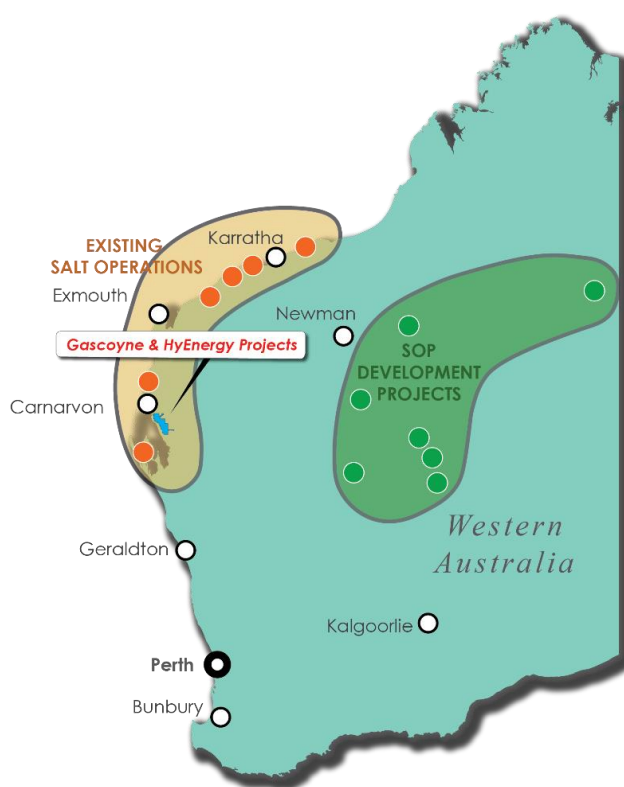 Karratha
EXISTING
SALT OPERATIONS
Exmouth
Newman
Gascoyne & HyEnergy Projects
SOP
DEVELOPMENT
PROJECTS
Carnarvon
Western
Australia
Geraldton
Kalgoorlie
Perth
Bunbury